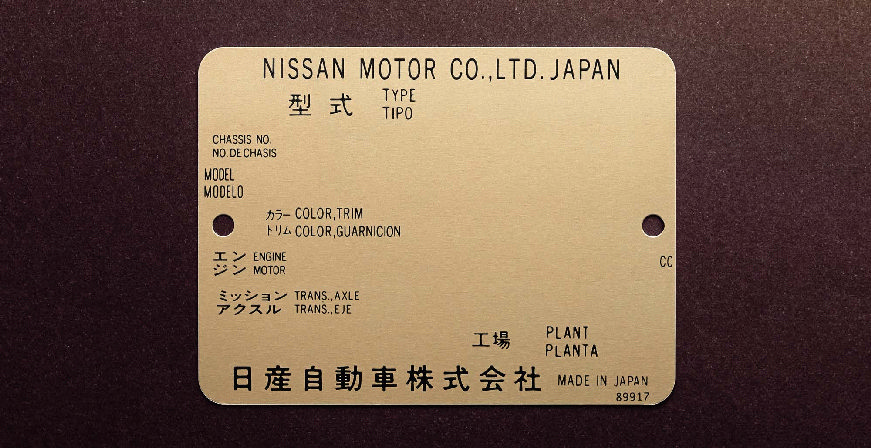 NISSAN MOTOR CO.,LTD. JAPAN
型式 TYPE
TIPO
CHASSIS NO.
NO.DE CHASIS
MODEL
MODELO
カラー COLOR,TRIM
トリム COLOR,GUARNICION
エン ENGINE
ジン MOTOR
CC
ミッション TRANS.,AXLE
アクスル TRANS.,EJE
工場 PLANT
PLANTA
日産自動車株式会社 MADE IN JAPAN
89917